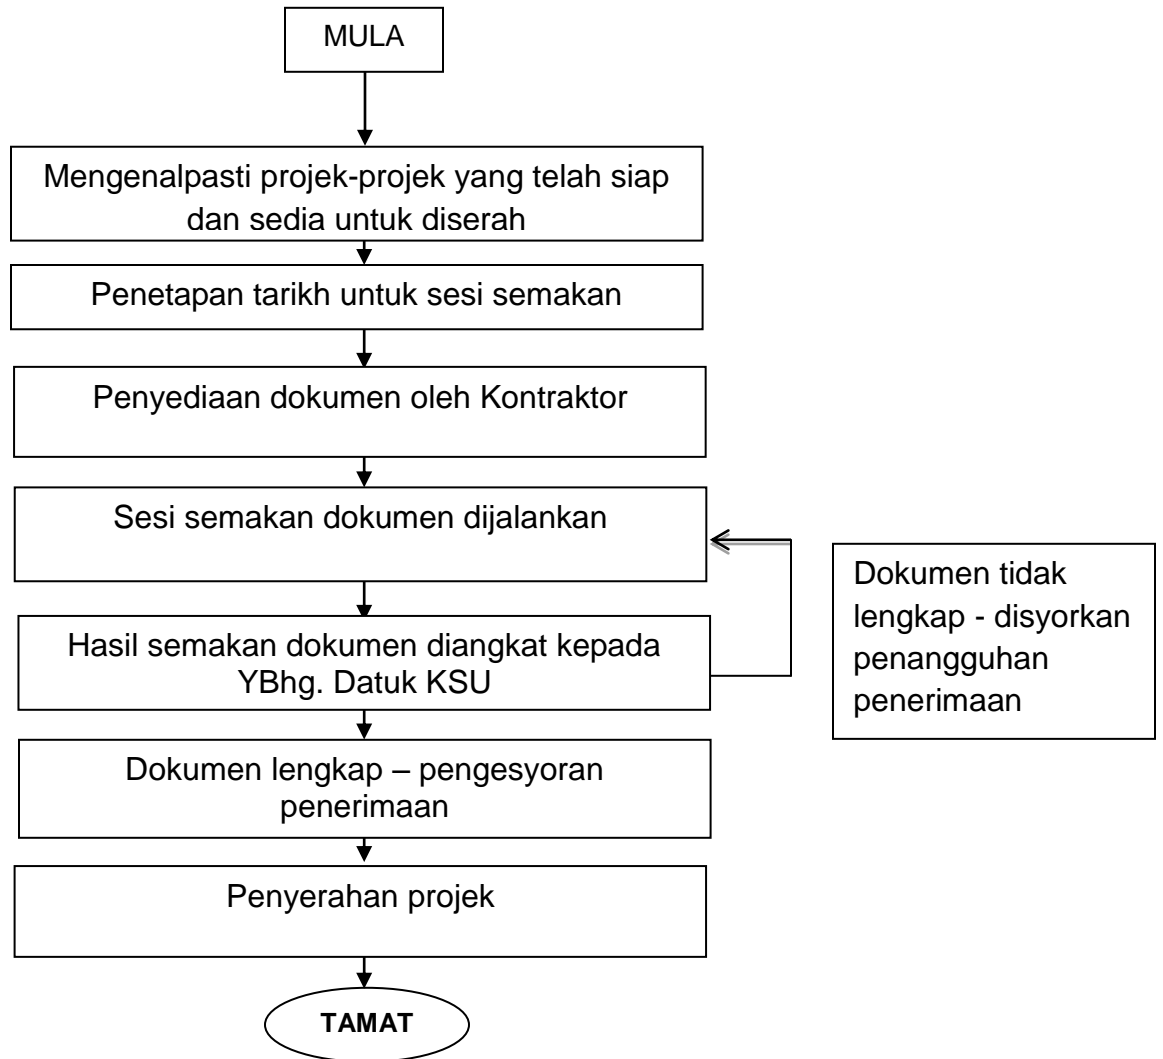 MULA
Mengenalpasti projek-projek yang telah siap
dan sedia untuk diserah
Penetapan tarikh untuk sesi semakan
Penyediaan dokumen oleh Kontraktor
Sesi semakan dokumen dijalankan
Dokumen tidak
lengkap - disyorkan
penangguhan
penerimaan
Hasil semakan dokumen diangkat kepada
YBhg. Datuk KSU
Dokumen lengkap – pengesyoran
penerimaan
Penyerahan projek
TAMAT